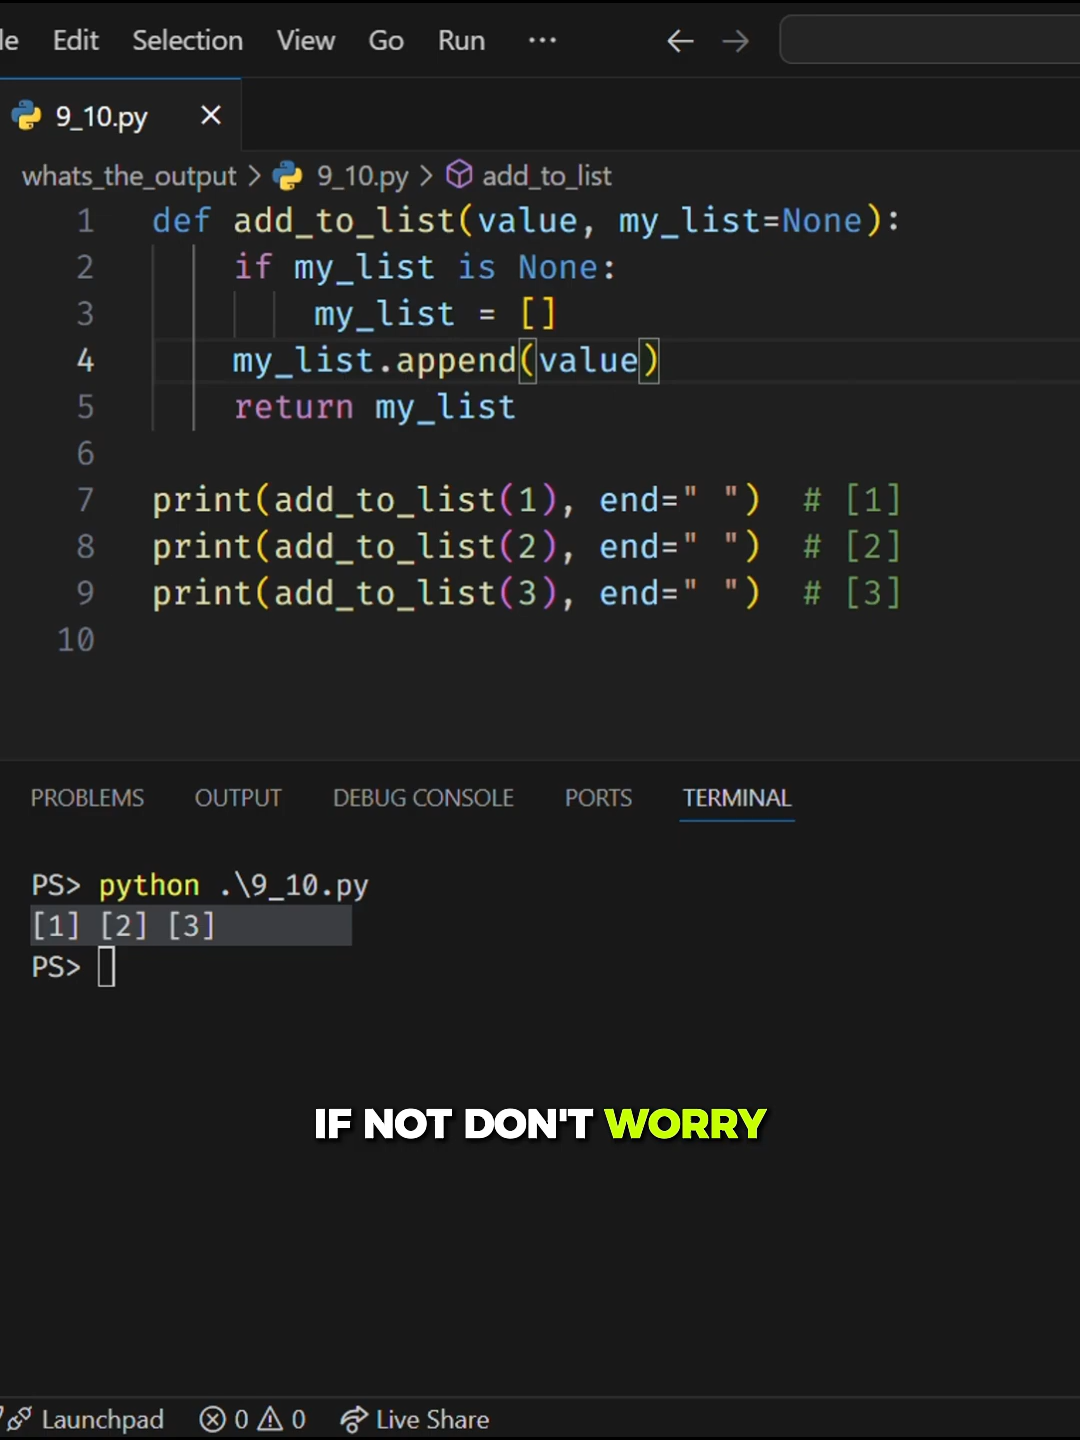 le Edit Selection View Go Run ...
9_10.py
whats_the_output > 9_10.py > add_to_list
1 def add_to_list(value, my_list=None):
2 if my_list is None:
3 my_list = []
4 my_list.append(value)
5 return my_list
6
7 print(add_to_list(1), end=" ") # [1]
8 print(add_to_list(2), end=" ") # [2]
9 print(add_to_list(3), end=" ") # [3]
10
PROBLEMS OUTPUT DEBUG CONSOLE PORTS TERMINAL
PS> python .\9_10.py
[1] [2] [3]
PS>
IF NOT DON'T WORRY
Launchpad 0 0 Live Share